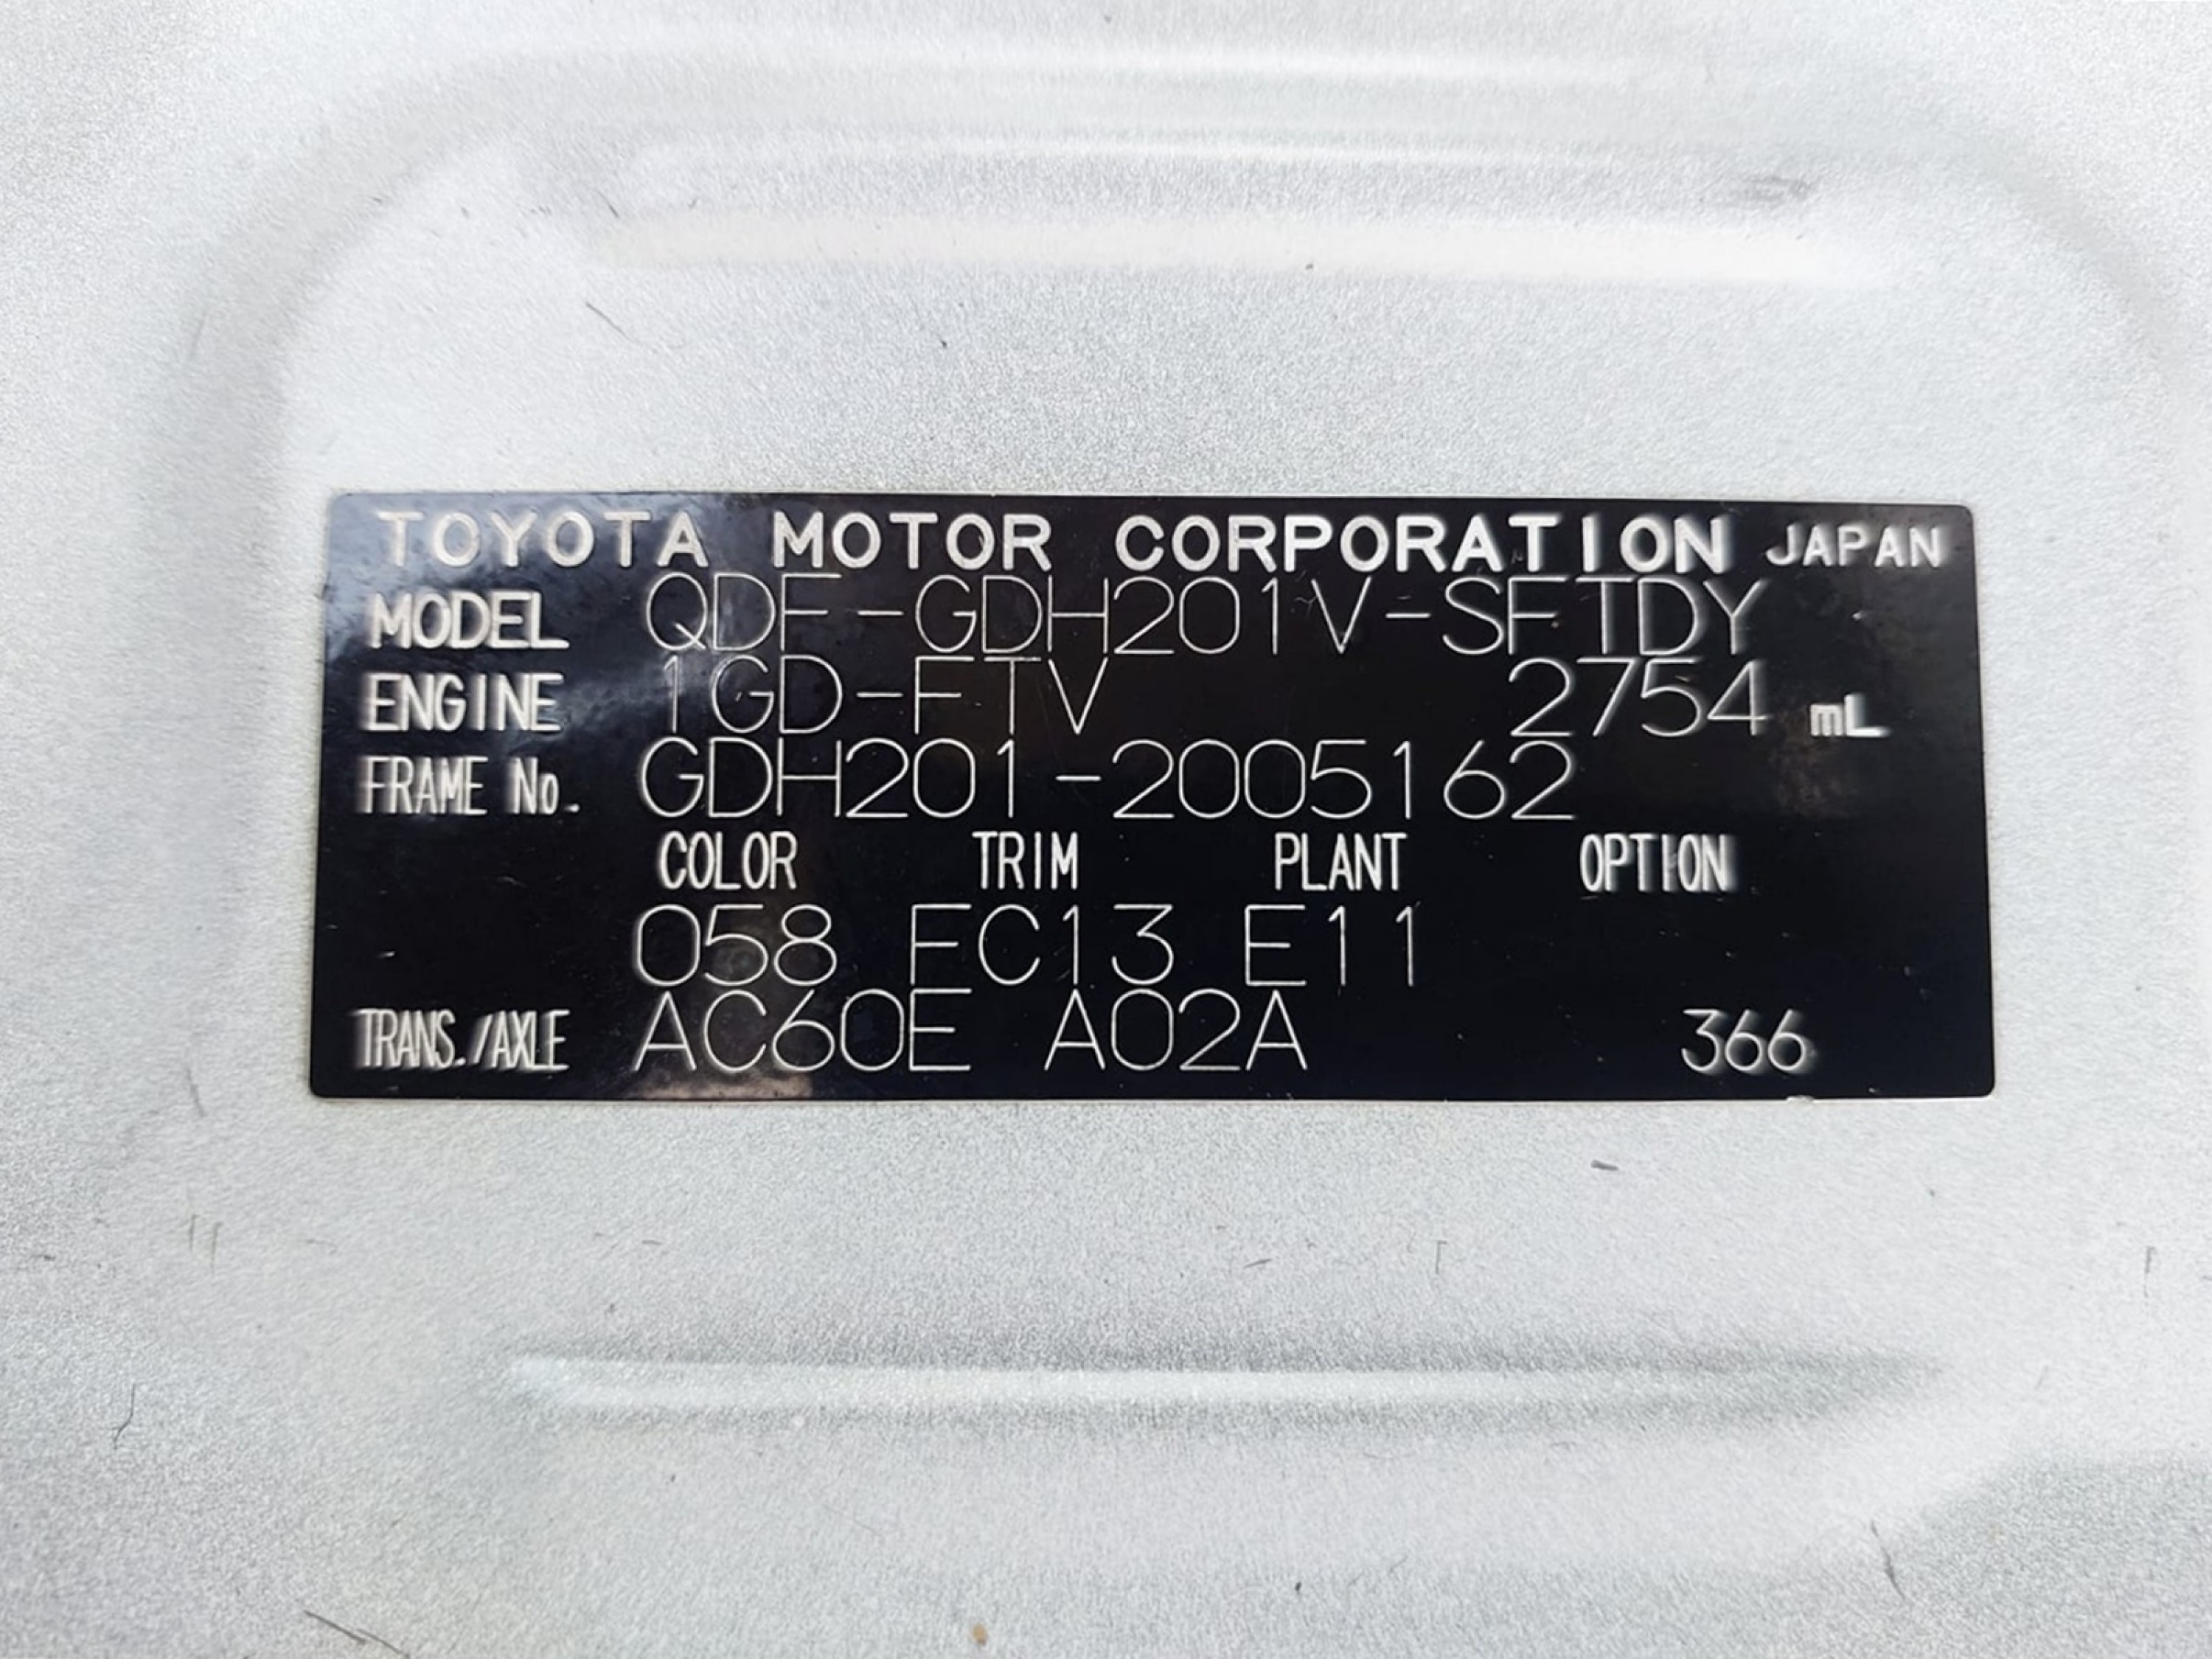 TOYOTA MOTOR CORPORATION JAPAN
MODEL QDF-GDH201V-SFTDY
ENGINE 1GD-FTV 2754 mL
FRAME No. GDH201-2005162
COLOR TRIM PLANT OPTION
058 FC13 E11
TRANS./AXLE AC60E A02A 366